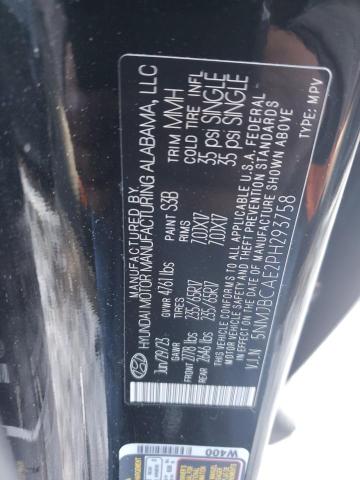 MANUFACTURED BY
HYUNDAI MOTOR MANUFACTURING ALABAMA, LLC
Jun/29/23 GVWR 4761 lbs PAINT S3B TRIM MMH
GAWR TIRES RIMS COLD TIRE INFL
FRONT 2778 lbs 235/65R17 7.0JX17 35 psi SINGLE
REAR 2646 lbs 235/65R17 7.0JX17 35 psi SINGLE
THIS VEHICLE CONFORMS TO ALL APPLICABLE U.S.A. FEDERAL
MOTOR VEHICLE SAFETY AND THEFT PREVENTION STANDARDS
IN EFFECT ON THE DATE OF MANUFACTURE SHOWN ABOVE.
V.I.N 5NMJBCAE2PH293758 TYPE: MPV
W400